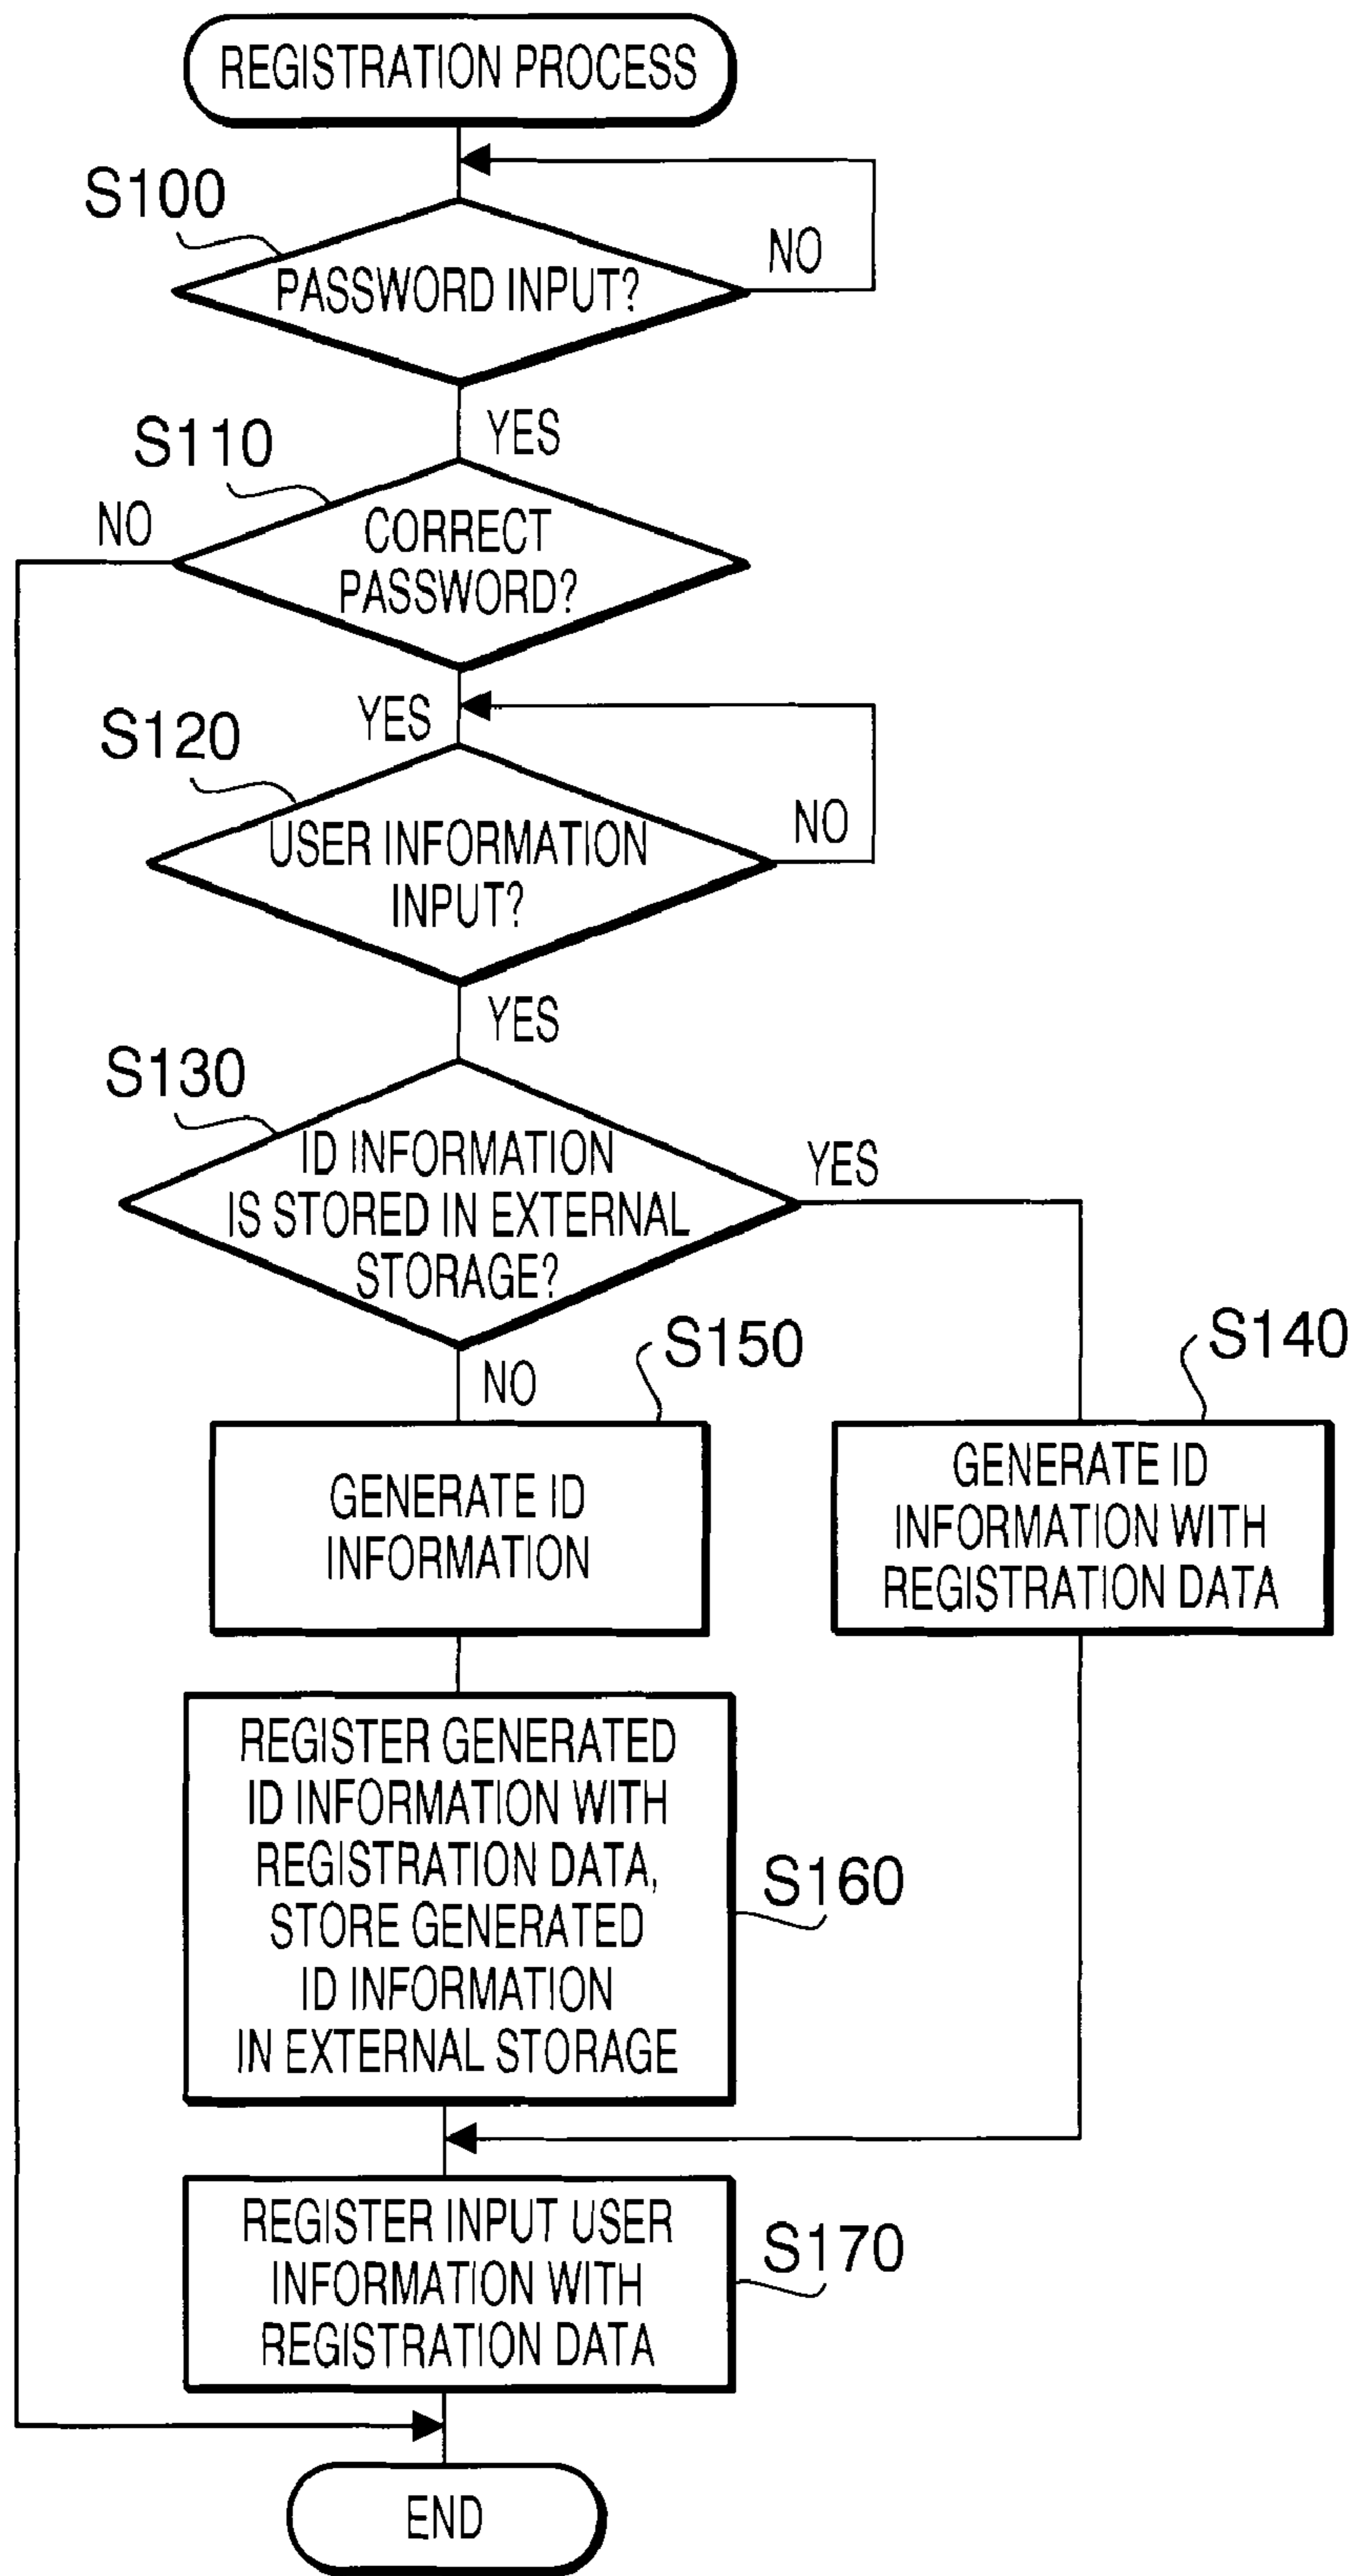 REGISTRATION PROCESS
S100
NO
PASSWORD INPUT?
YES
S110
NO
CORRECT
PASSWORD?
YES
S120
NO
USER INFORMATION
INPUT?
YES
S130
ID INFORMATION
IS STORED IN EXTERNAL
STORAGE?
YES
NO
S150
S140
GENERATE ID
INFORMATION
GENERATE ID
INFORMATION WITH
REGISTRATION DATA
REGISTER GENERATED
ID INFORMATION WITH
REGISTRATION DATA,
STORE GENERATED
ID INFORMATION
IN EXTERNAL STORAGE
S160
REGISTER INPUT USER
INFORMATION WITH
REGISTRATION DATA
S170
END